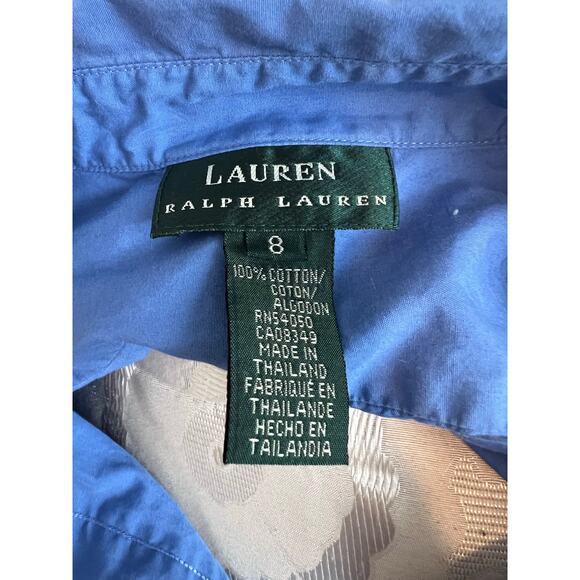 LAUREN
RALPH LAUREN
8
100% COTTON/
COTON/
ALGODON
RN54050
CA08349
MADE IN
THAILAND
FABRIQUÉ EN
THAILANDE
HECHO EN
TAILANDIA